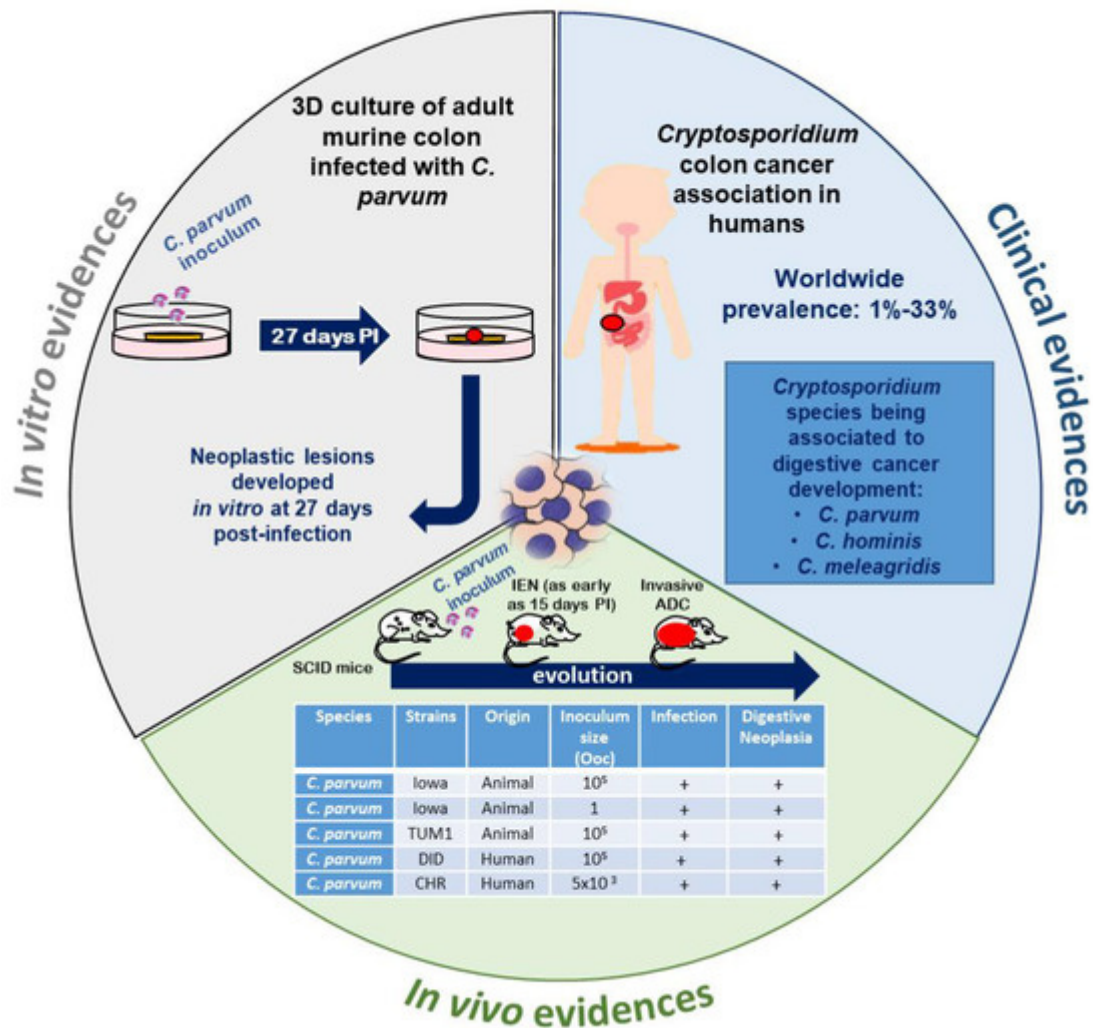 In vitro evidences
3D culture of adult
murine colon
infected with C.
parvum
C. parvum
inoculum
27 days PI
Neoplastic lesions
developed
in vitro at 27 days
post-infection
Clinical evidences
Cryptosporidium
colon cancer
association in
humans
Worldwide
prevalence: 1%-33%
Cryptosporidium
species being
associated to
digestive cancer
development:
• C. parvum
• C. hominis
• C. meleagridis
C. parvum
inoculum
IEN (as early
as 15 days PI)
Invasive
ADC
SCID mice
evolution
Species Strains Origin Inoculum size (Ooc) Infection Digestive Neoplasia
C. parvum Iowa Animal 10⁵ + +
C. parvum Iowa Animal 1 + +
C. parvum TUM1 Animal 10⁵ + +
C. parvum DID Human 10⁵ + +
C. parvum CHR Human 5x10 ³ + +
In vivo evidences